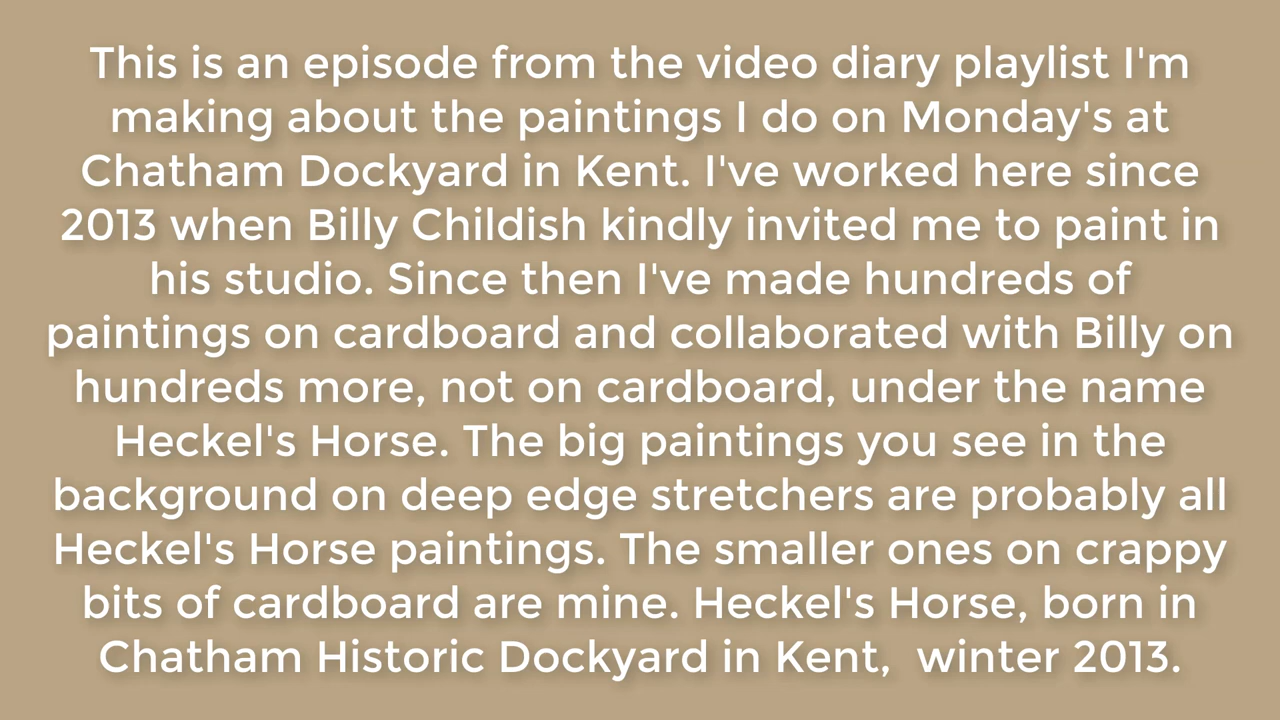 This is an episode from the video diary playlist I'm
making about the paintings I do on Monday's at
Chatham Dockyard in Kent. I've worked here since
2013 when Billy Childish kindly invited me to paint in
his studio. Since then I've made hundreds of
paintings on cardboard and collaborated with Billy on
hundreds more, not on cardboard, under the name
Heckel's Horse. The big paintings you see in the
background on deep edge stretchers are probably all
Heckel's Horse paintings. The smaller ones on crappy
bits of cardboard are mine. Heckel's Horse, born in
Chatham Historic Dockyard in Kent,  winter 2013.